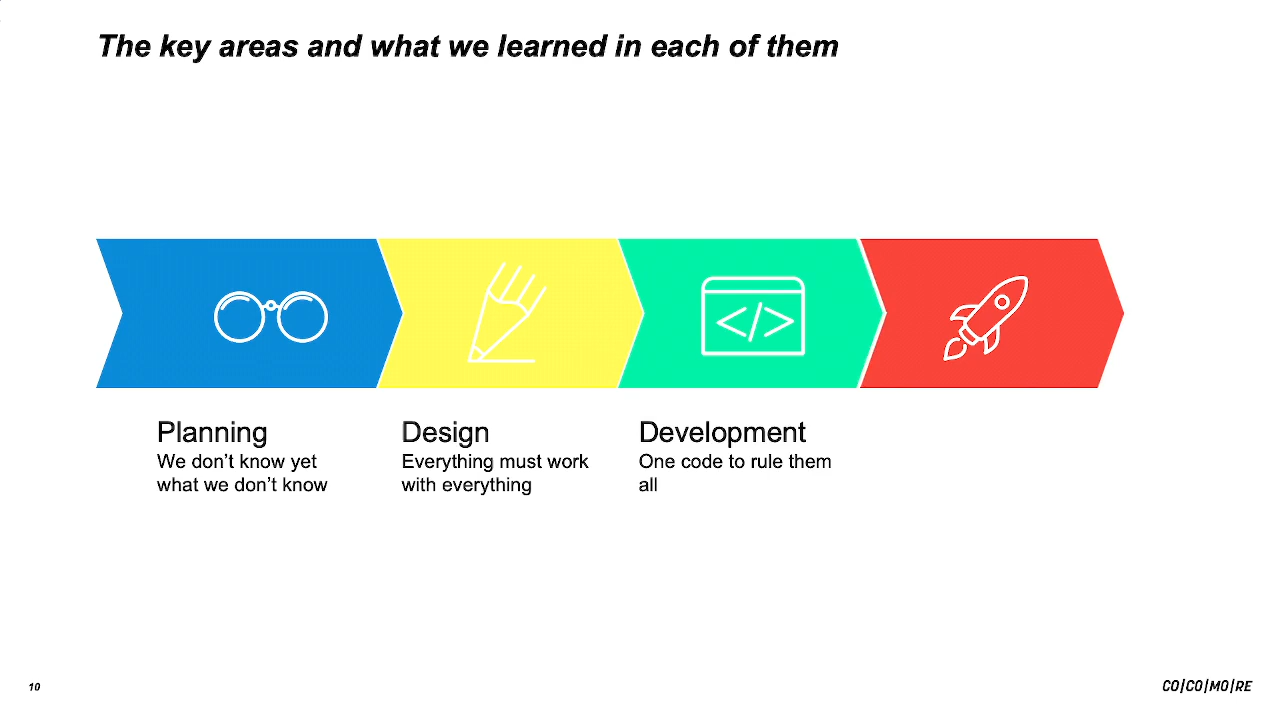 The key areas and what we learned in each of them
</>
Planning
We don’t know yet
what we don’t know
Design
Everything must work
with everything
Development
One code to rule them
all
10
CO|CO|MO|RE